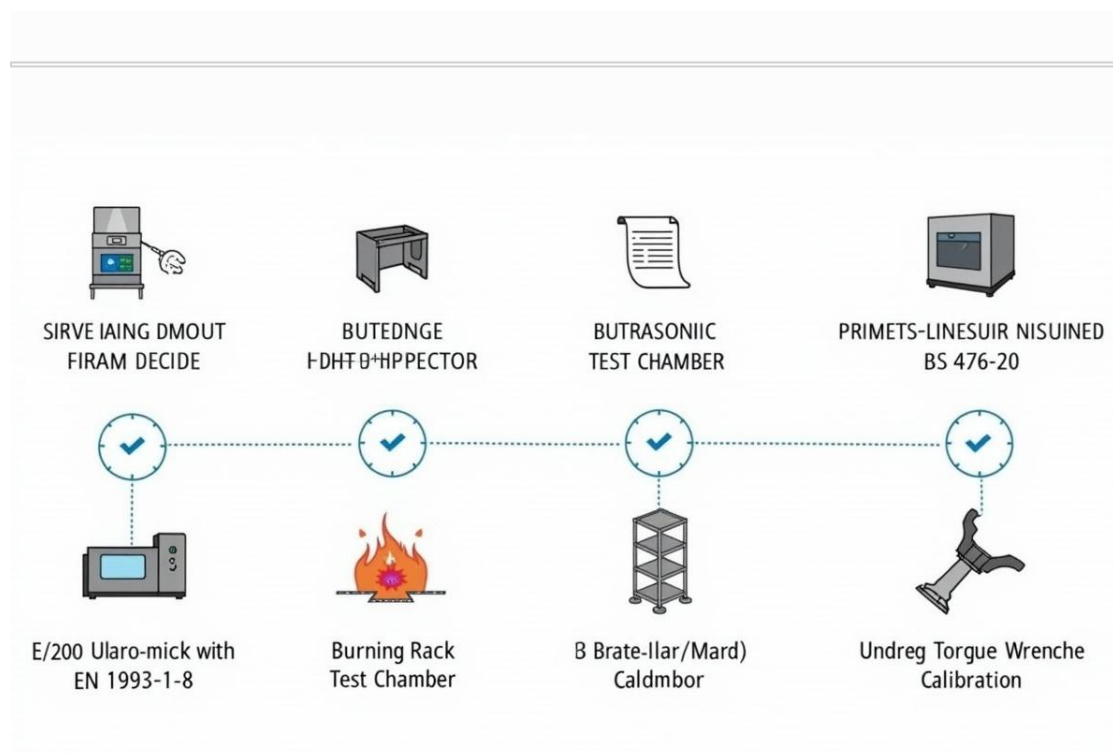 SIRVE IAING DMOUT
FIRAM DECIDE
BUTEDNGE
BUTRASONIIC
TEST CHAMBER
PRIMETS-LINESUIR NISUINED
BS 476-20
E/200 Ularo-mick with
EN 1993-1-8
Burning Rack
Test Chamber
B Brate-Ilar/Mard)
Caldmbor
Undreg Torgue Wrenche
Calibration